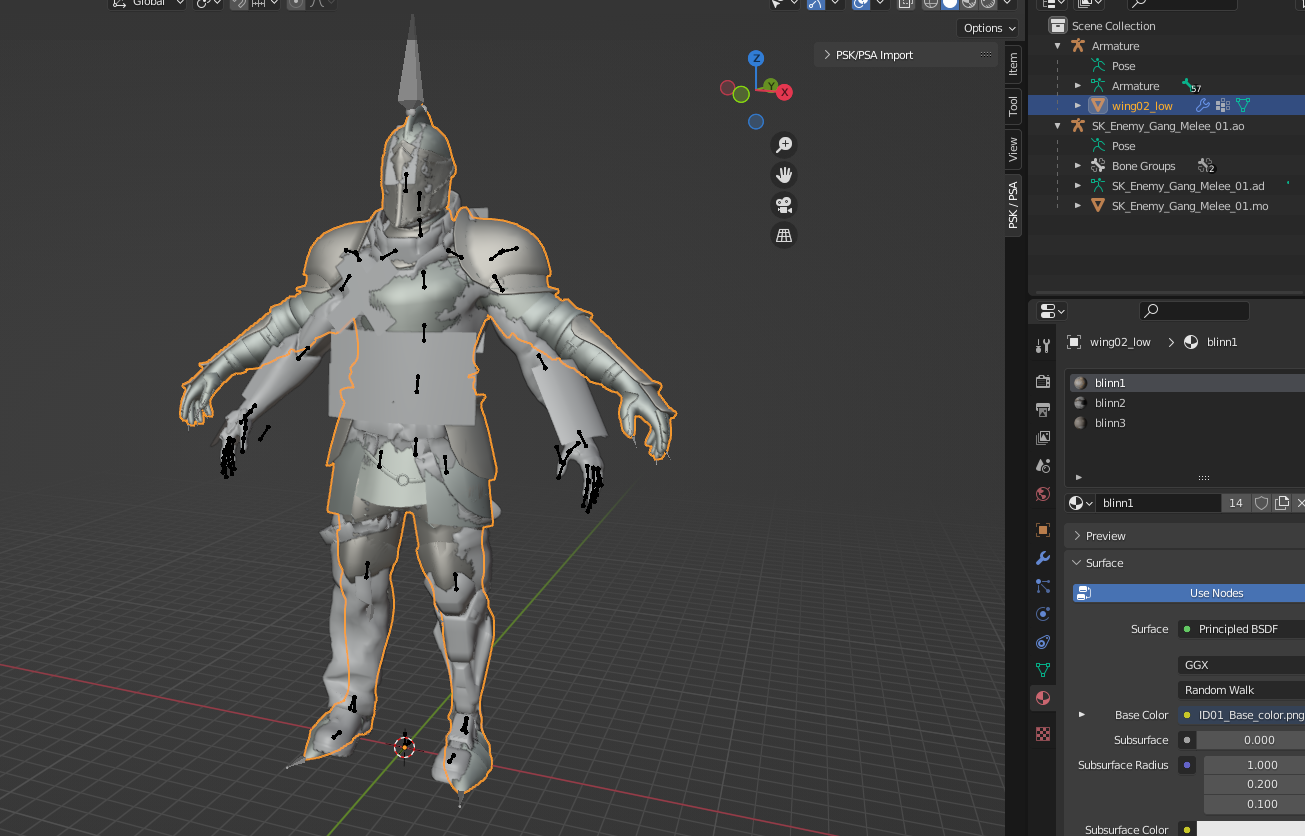 Global
Options
PSK/PSA Import
Z
Y
X
Item
Tool
View
PSK / PSA
Scene Collection
Armature
Pose
Armature
57
wing02_low
SK_Enemy_Gang_Melee_01.ao
Pose
Bone Groups
2
SK_Enemy_Gang_Melee_01.ad
SK_Enemy_Gang_Melee_01.mo
wing02_low > blinn1
blinn1
blinn2
blinn3
blinn1 14
Preview
Surface
Use Nodes
Surface Principled BSDF
GGX
Random Walk
Base Color ID01_Base_color.png
Subsurface 0.000
Subsurface Radius 1.000
0.200
0.100
Subsurface Color